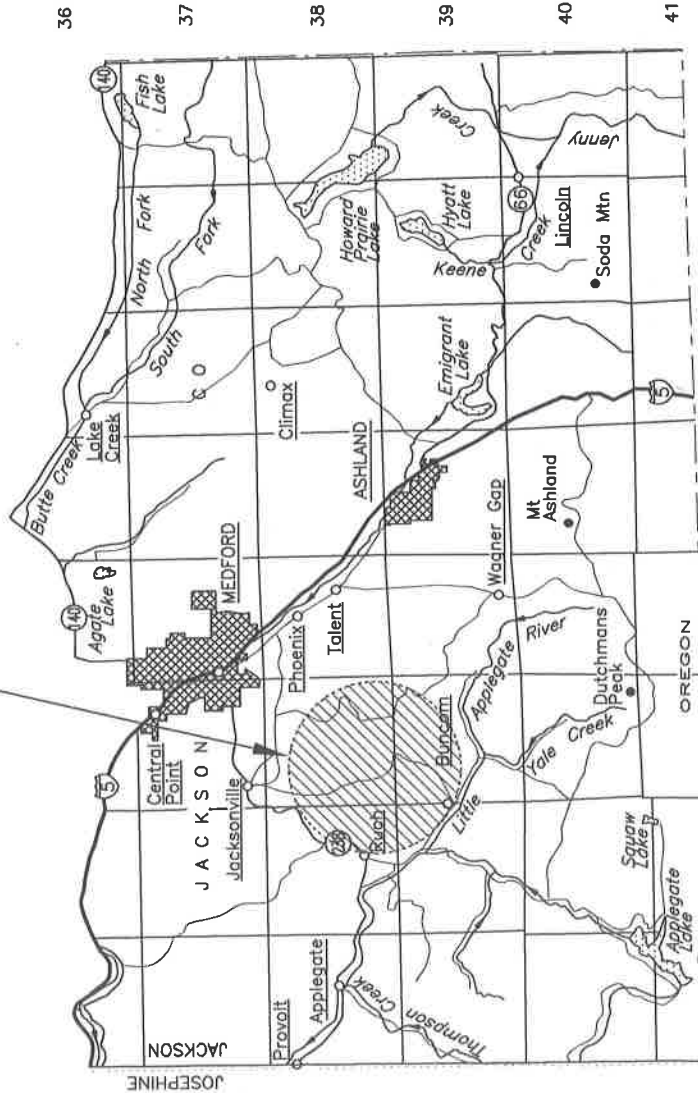 36
37
38
39
40
41
140
Fish
Lake
North Fork
South Fork
Butte Creek
Lake
Creek
140
Agate
Lake
CO
Climax
Howard
Prairie
Lake
Creek
Hyatt
Lake
Keene
Creek
66
Jenny
Lincoln
Soda Mtn
Emigrant
Lake
5
ASHLAND
MEDFORD
Mt
Ashland
Wagner Gap
Talent
Phoenix
Central
Point
5
JACKSON
Jacksonville
238
Ruch
Buncom
Little
Applegate
River
Yale Creek
Dutchmans
Peak
OREGON
Squaw
Lake
Applegate
Lake
Thompson
Creek
Applegate
Provolt
JACKSON
JOSEPHINE